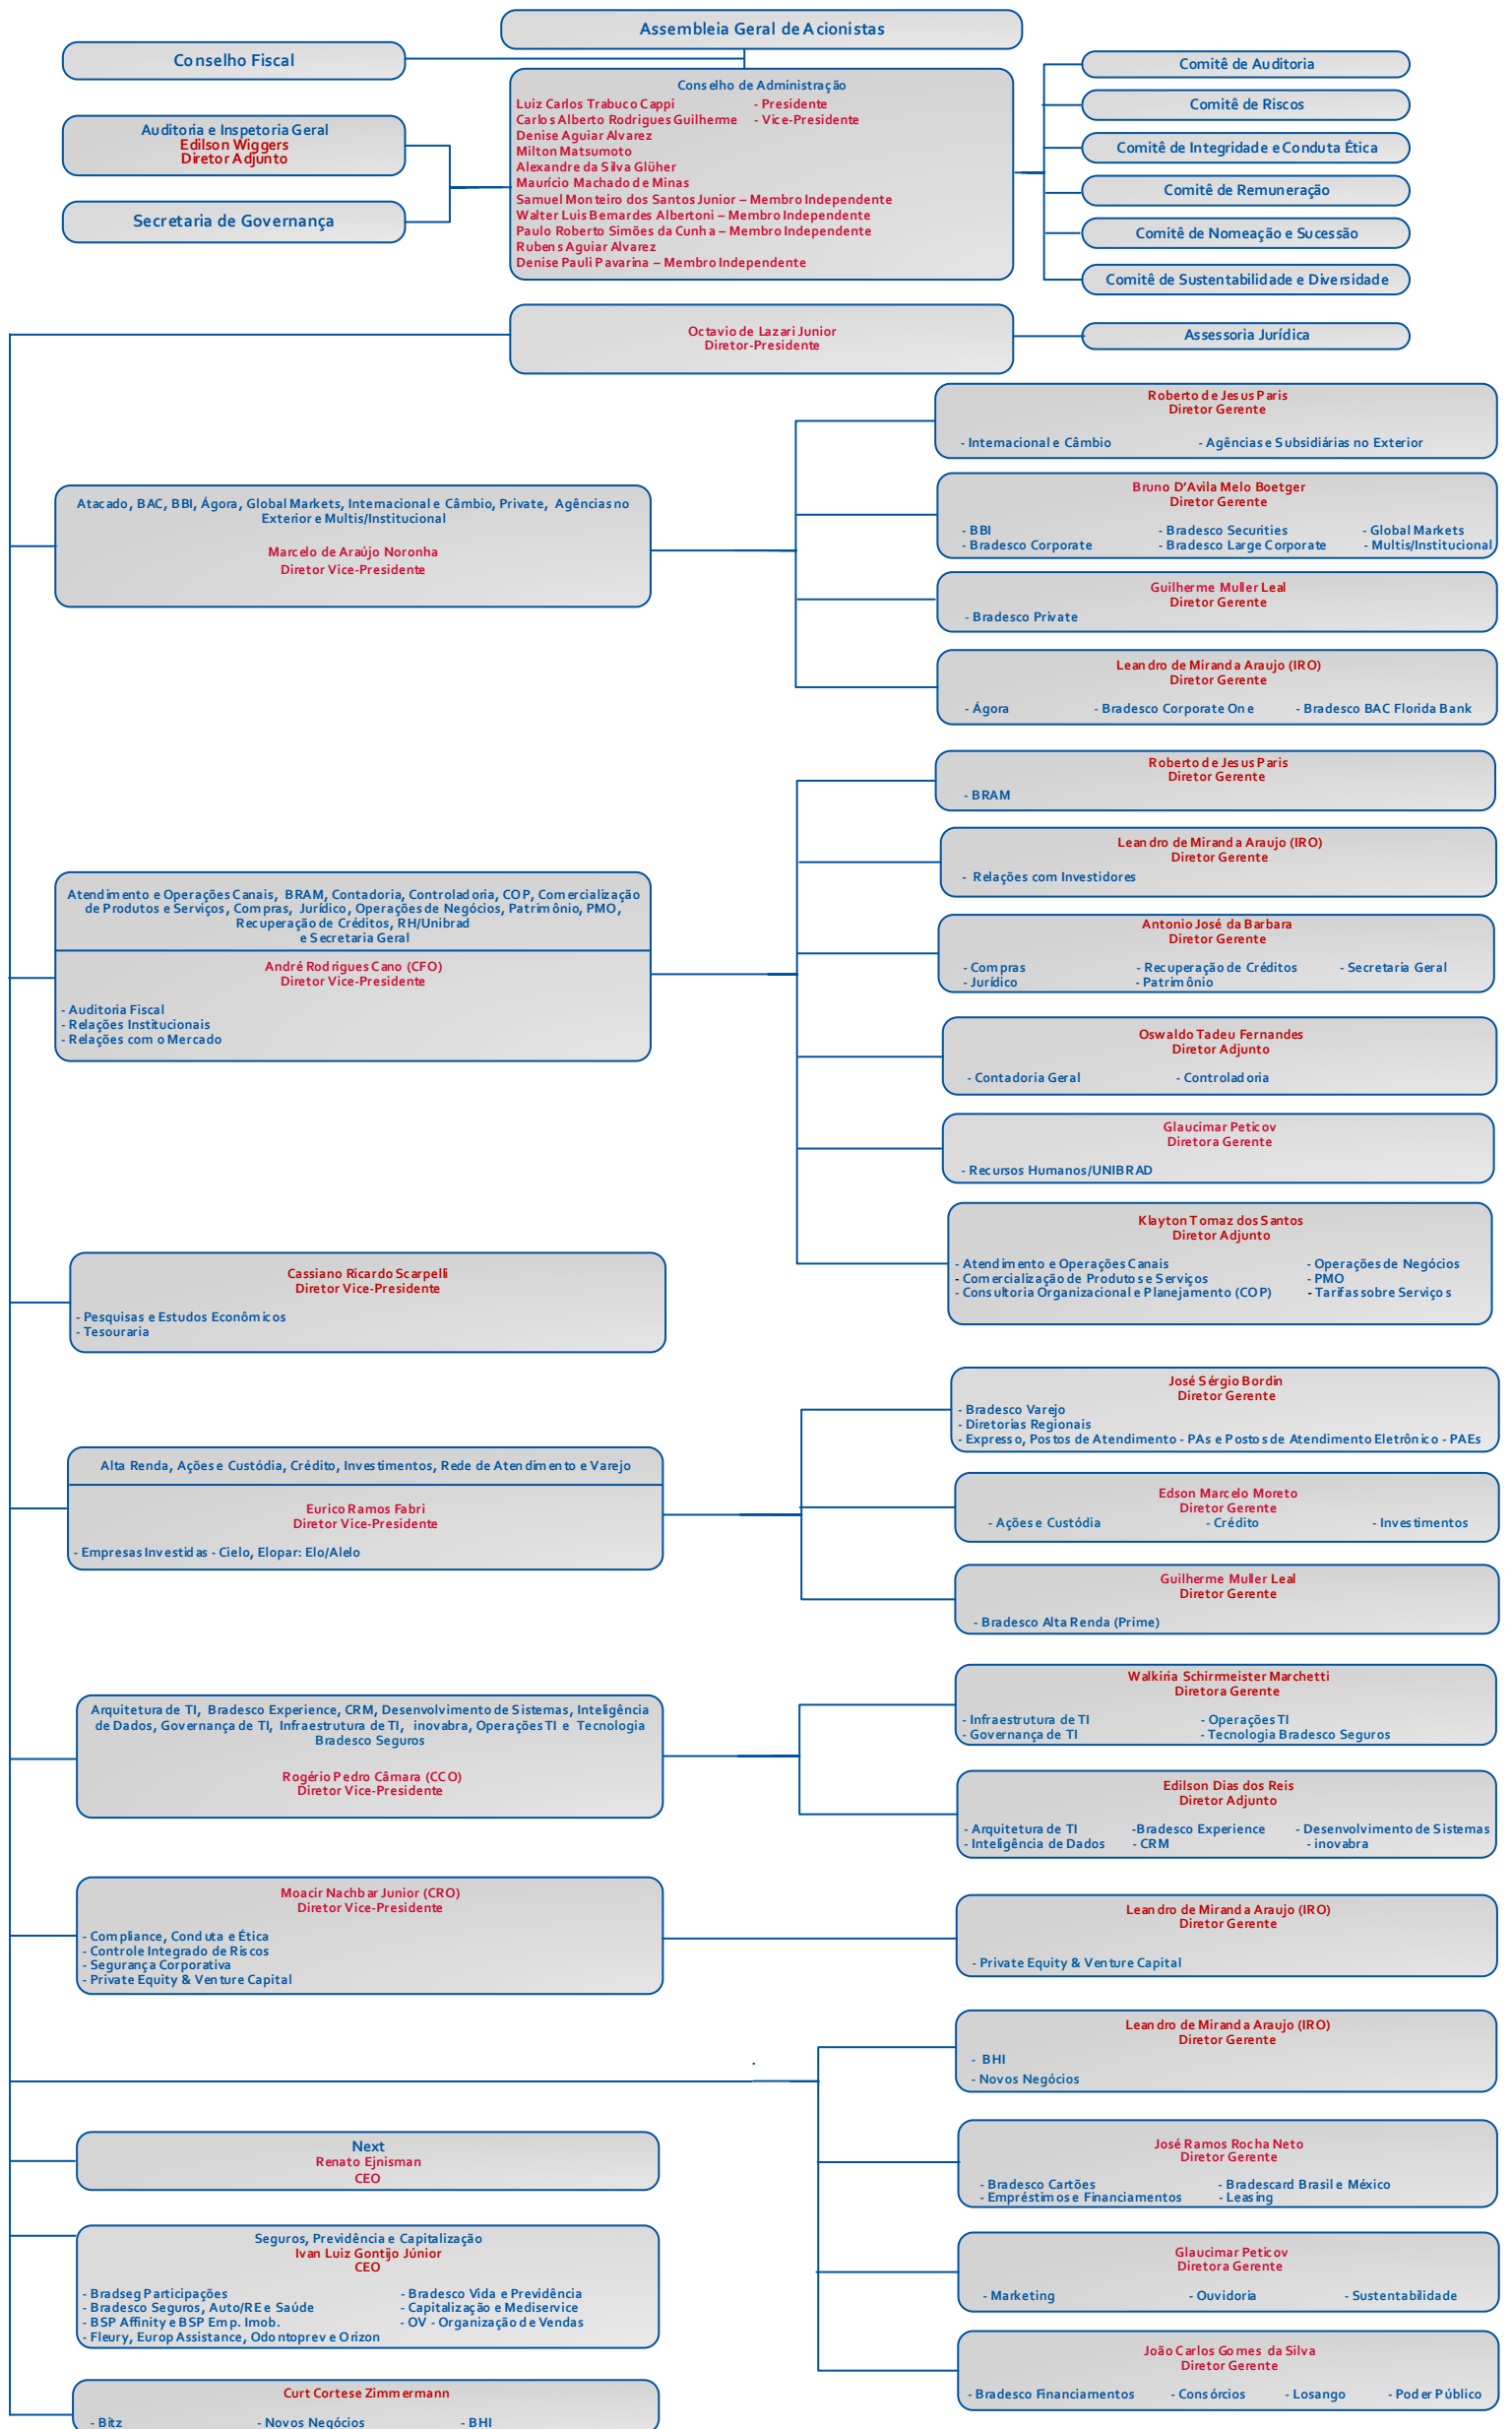 Assembleia Geral de Acionistas
Conselho Fiscal
Conselho de Administração
Luiz Carlos Trabuco Cappi - Presidente
Carlos Alberto Rodrigues Guilherme - Vice-Presidente
Denise Aguiar Alvarez
Milton Matsumoto
Alexandre da Silva Glüher
Maurício Machado de Minas
Samuel Monteiro dos Santos Junior – Membro Independente
Walter Luis Bernardes Albertoni – Membro Independente
Paulo Roberto Simões da Cunha – Membro Independente
Rubens Aguiar Alvarez
Denise Pauli Pavarina – Membro Independente
Auditoria e Inspetoria Geral
Edilson Wiggers
Diretor Adjunto
Secretaria de Governança
Comitê de Auditoria
Comitê de Riscos
Comitê de Integridade e Conduta Ética
Comitê de Remuneração
Comitê de Nomeação e Sucessão
Comitê de Sustentabilidade e Diversidade
Octavio de Lazari Junior
Diretor-Presidente
Assessoria Jurídica
Atacado, BAC, BBI, Ágora, Global Markets, Internacional e Câmbio, Private, Agências no
Exterior e Multis/Institucional
Marcelo de Araújo Noronha
Diretor Vice-Presidente
Roberto de Jesus Paris
Diretor Gerente
- Internacional e Câmbio - Agências e Subsidiárias no Exterior
Bruno D’Avila Melo Boetger
Diretor Gerente
- BBI - Bradesco Securities - Global Markets
- Bradesco Corporate - Bradesco Large Corporate - Multis/Institucional
Guilherme Muller Leal
Diretor Gerente
- Bradesco Private
Leandro de Miranda Araujo (IRO)
Diretor Gerente
- Ágora - Bradesco Corporate One - Bradesco BAC Florida Bank
Atendimento e Operações Canais, BRAM, Contadoria, Controladoria, COP, Comercialização
de Produtos e Serviços, Compras, Jurídico, Operações de Negócios, Patrimônio, PMO,
Recuperação de Créditos, RH/Unibrad
e Secretaria Geral
André Rodrigues Cano (CFO)
Diretor Vice-Presidente
- Auditoria Fiscal
- Relações Institucionais
- Relações com o Mercado
Roberto de Jesus Paris
Diretor Gerente
- BRAM
Leandro de Miranda Araujo (IRO)
Diretor Gerente
- Relações com Investidores
Antonio José da Barbara
Diretor Gerente
- Compras - Recuperação de Créditos - Secretaria Geral
- Jurídico - Patrimônio
Oswaldo Tadeu Fernandes
Diretor Adjunto
- Contadoria Geral - Controladoria
Glaucimar Peticov
Diretora Gerente
- Recursos Humanos/UNIBRAD
Klayton Tomaz dos Santos
Diretor Adjunto
- Atendimento e Operações Canais - Operações de Negócios
- Comercialização de Produtos e Serviços - PMO
- Consultoria Organizacional e Planejamento (COP) - Tarifas sobre Serviços
Cassiano Ricardo Scarpelli
Diretor Vice-Presidente
- Pesquisas e Estudos Econômicos
- Tesouraria
Alta Renda, Ações e Custódia, Crédito, Investimentos, Rede de Atendimento e Varejo
Eurico Ramos Fabri
Diretor Vice-Presidente
- Empresas Investidas - Cielo, Elopar: Elo/Alelo
José Sérgio Bordin
Diretor Gerente
- Bradesco Varejo
- Diretorias Regionais
- Expresso, Postos de Atendimento - PAs e Postos de Atendimento Eletrônico - PAEs
Edson Marcelo Moreto
Diretor Gerente
- Ações e Custódia - Crédito - Investimentos
Guilherme Muller Leal
Diretor Gerente
- Bradesco Alta Renda (Prime)
Arquitetura de TI, Bradesco Experience, CRM, Desenvolvimento de Sistemas, Inteligência
de Dados, Governança de TI, Infraestrutura de TI, inovabra, Operações TI e Tecnologia
Bradesco Seguros
Rogério Pedro Câmara (CCO)
Diretor Vice-Presidente
Walkiria Schirrmeister Marchetti
Diretora Gerente
- Infraestrutura de TI - Operações TI
- Governança de TI - Tecnologia Bradesco Seguros
Edilson Dias dos Reis
Diretor Adjunto
- Arquitetura de TI -Bradesco Experience - Desenvolvimento de Sistemas
- Inteligência de Dados - CRM - inovabra
Moacir Nachbar Junior (CRO)
Diretor Vice-Presidente
- Compliance, Conduta e Ética
- Controle Integrado de Riscos
- Segurança Corporativa
- Private Equity & Venture Capital
Leandro de Miranda Araujo (IRO)
Diretor Gerente
- Private Equity & Venture Capital
Leandro de Miranda Araujo (IRO)
Diretor Gerente
- BHI
- Novos Negócios
José Ramos Rocha Neto
Diretor Gerente
- Bradesco Cartões - Bradescard Brasil e México
- Empréstimos e Financiamentos - Leasing
Glaucimar Peticov
Diretora Gerente
- Marketing - Ouvidoria - Sustentabilidade
João Carlos Gomes da Silva
Diretor Gerente
- Bradesco Financiamentos - Consórcios - Losango - Poder Público
Next
Renato Ejnisman
CEO
Seguros, Previdência e Capitalização
Ivan Luiz Gontijo Júnior
CEO
- Bradseg Participações - Bradesco Vida e Previdência
- Bradesco Seguros, Auto/RE e Saúde - Capitalização e Mediservice
- BSP Affinity e BSP Emp. Imob. - OV - Organização de Vendas
- Fleury, Europ Assistance, Odontoprev e Orizon
Curt Cortese Zimmermann
- Bitz - Novos Negócios - BHI